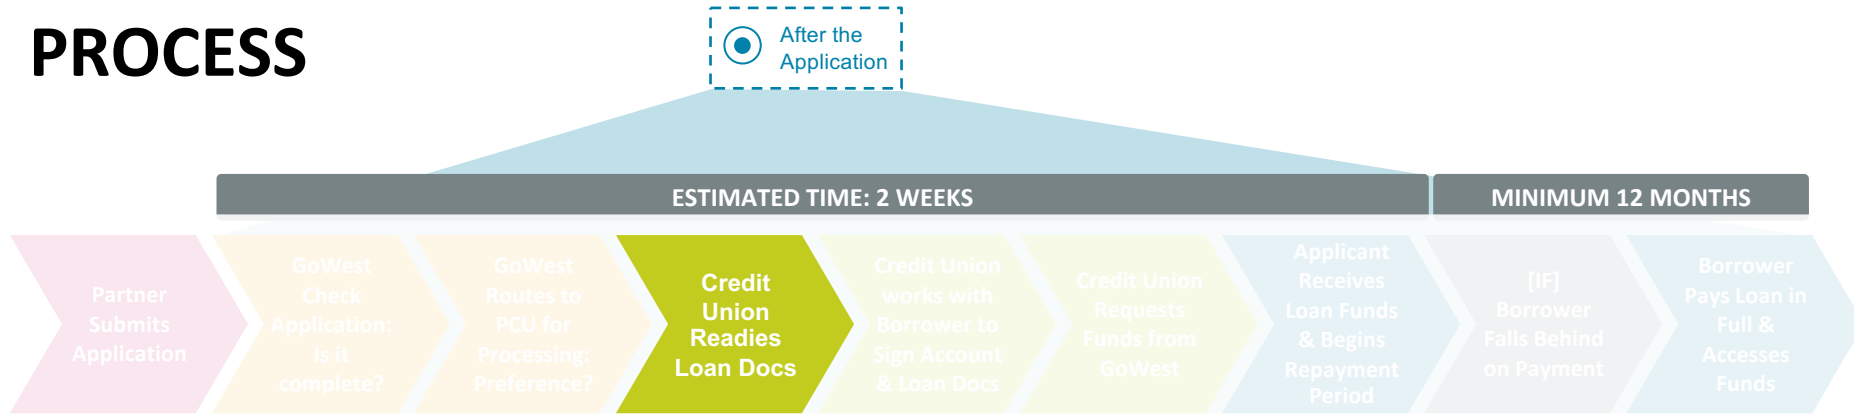 PROCESS
After the
Application
ESTIMATED TIME: 2 WEEKS
MINIMUM 12 MONTHS
Partner
Submits
Application
GoWest
Check
Application:
Is it
complete?
GoWest
Routes to
PCU for
Processing:
Preference?
Credit
Union
Readies
Loan Docs
Credit Union
works with
Borrower to
Sign Account
& Loan Docs
Credit Union
Requests
Funds from
GoWest
Applicant
Receives
Loan Funds
& Begins
Repayment
Period
[IF]
Borrower
Falls Behind
on Payment
Borrower
Pays Loan in
Full &
Accesses
Funds